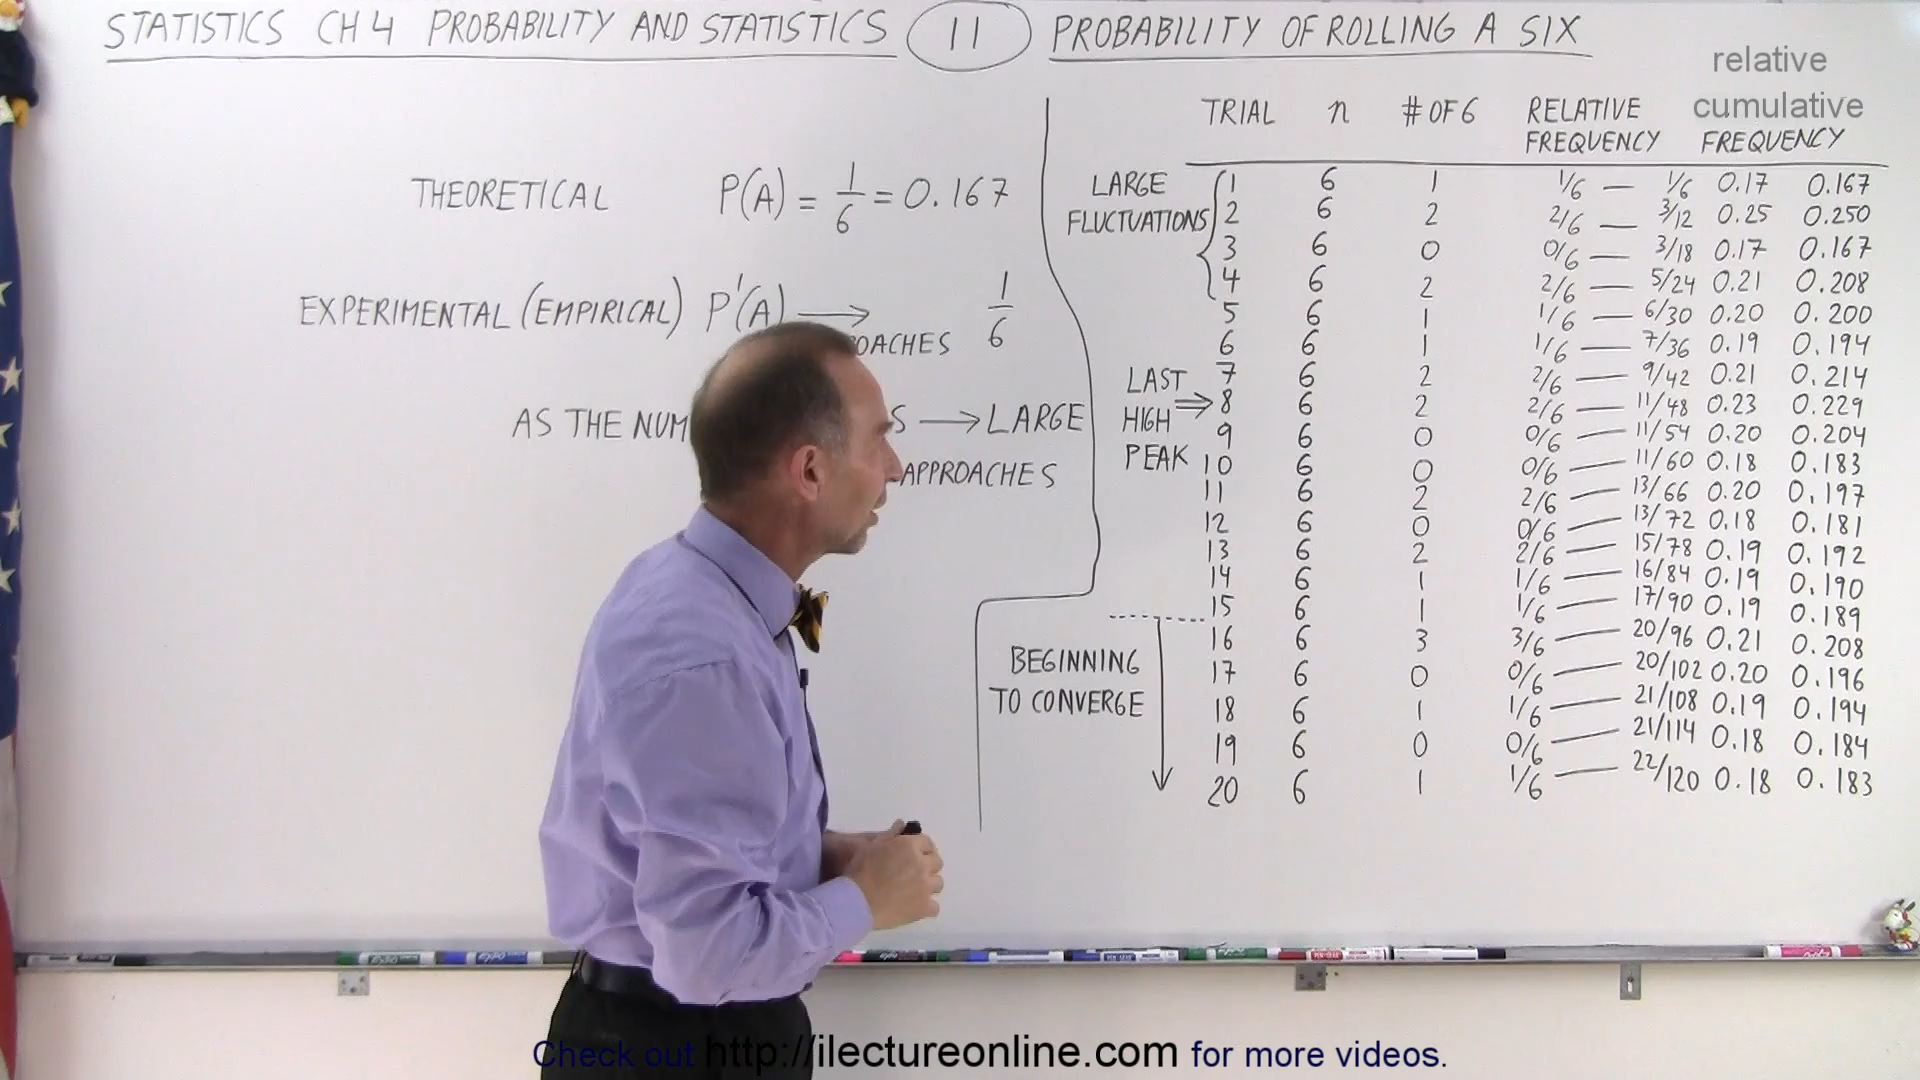 STATISTICS CH 4 PROBABILITY AND STATISTICS 11 PROBABILITY OF ROLLING A SIX
THEORETICAL P(A) = 1/6 = 0.167
EXPERIMENTAL (EMPIRICAL) P'(A) → 1/6
AS THE → LARGE
APPROACHES
relative
cumulative
TRIAL n # OF 6 RELATIVE FREQUENCY FREQUENCY
LARGE
FLUCTUATIONS
1 6 1 1/6 — 1/6 0.17 0.167
2 6 2 2/6 — 3/12 0.25 0.250
3 6 0 0/6 — 3/18 0.17 0.167
4 6 2 2/6 — 5/24 0.21 0.208
5 6 1 1/6 — 6/30 0.20 0.200
6 6 1 1/6 — 7/36 0.19 0.194
LAST
HIGH
PEAK
7 6 2 2/6 — 9/42 0.21 0.214
8 6 2 2/6 — 11/48 0.23 0.229
9 6 0 0/6 — 11/54 0.20 0.204
10 6 0 0/6 — 11/60 0.18 0.183
11 6 2 2/6 — 13/66 0.20 0.197
12 6 0 0/6 — 13/72 0.18 0.181
13 6 2 2/6 — 15/78 0.19 0.192
14 6 1 1/6 — 16/84 0.19 0.190
15 6 1 1/6 — 17/90 0.19 0.189
BEGINNING
TO CONVERGE
16 6 3 3/6 — 20/96 0.21 0.208
17 6 0 0/6 — 20/102 0.20 0.196
18 6 1 1/6 — 21/108 0.19 0.194
19 6 0 0/6 — 21/114 0.18 0.184
20 6 1 1/6 — 22/120 0.18 0.183
Check out http://ilectureonline.com for more videos.